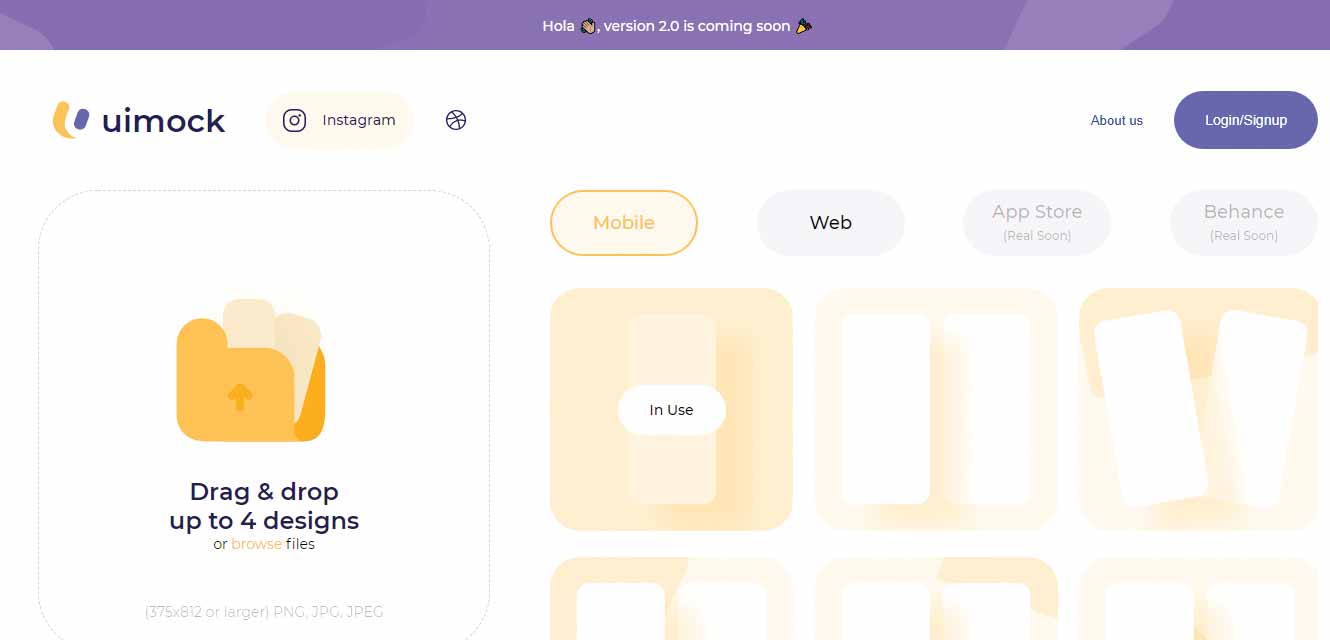 Hola 👋🏽, version 2.0 is coming soon 🎉
uimock
Instagram
About us
Login/Signup
Mobile
Web
App Store
(Real Soon)
Behance
(Real Soon)
In Use
Drag & drop
up to 4 designs
or browse files
(375x812 or larger) PNG, JPG, JPEG